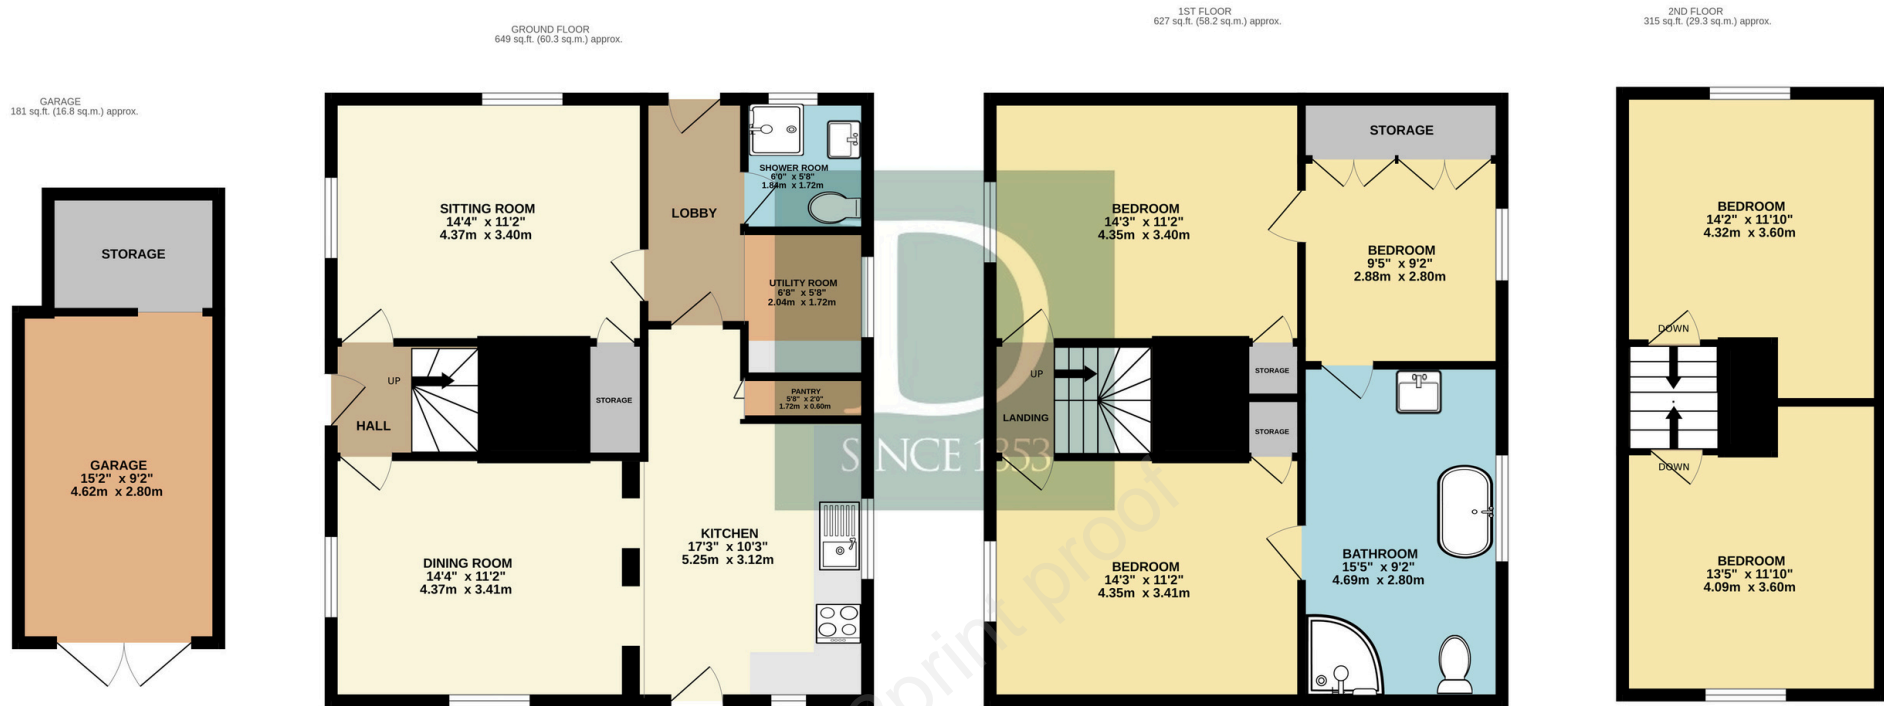 GARAGE
181 sq.ft. (16.8 sq.m.) approx.
STORAGE
GARAGE
15'2" x 9'2"
4.62m x 2.80m
GROUND FLOOR
649 sq.ft. (60.3 sq.m.) approx.
SITTING ROOM
14'4" x 11'2"
4.37m x 3.40m
LOBBY
SHOWER ROOM
6'0" x 5'8"
1.84m x 1.72m
UTILITY ROOM
6'8" x 5'8"
2.04m x 1.72m
PANTRY
5'8" x 2'0"
1.72m x 0.60m
UP
HALL
STORAGE
DINING ROOM
14'4" x 11'2"
4.37m x 3.41m
KITCHEN
17'3" x 10'3"
5.25m x 3.12m
1ST FLOOR
627 sq.ft. (58.2 sq.m.) approx.
BEDROOM
14'3" x 11'2"
4.35m x 3.40m
STORAGE
BEDROOM
9'5" x 9'2"
2.88m x 2.80m
UP
LANDING
STORAGE
STORAGE
BEDROOM
14'3" x 11'2"
4.35m x 3.41m
BATHROOM
15'5" x 9'2"
4.69m x 2.80m
2ND FLOOR
315 sq.ft. (29.3 sq.m.) approx.
BEDROOM
14'2" x 11'10"
4.32m x 3.60m
DOWN
DOWN
BEDROOM
13'5" x 11'10"
4.09m x 3.60m
D
SINCE 1853
print proof